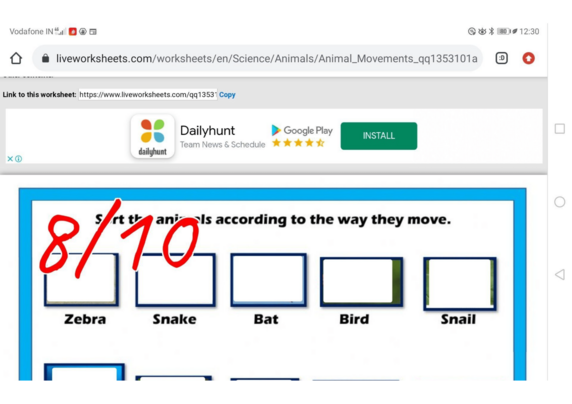 Vodafone IN 12:30
liveworksheets.com/worksheets/en/Science/Animals/Animal_Movements_qq1353101a :D
Link to this worksheet: https://www.liveworksheets.com/qq1353 Copy
Dailyhunt
Team News & Schedule
dailyhunt
Google Play
INSTALL
Sort the animals according to the way they move.
8/10
Zebra Snake Bat Bird Snail